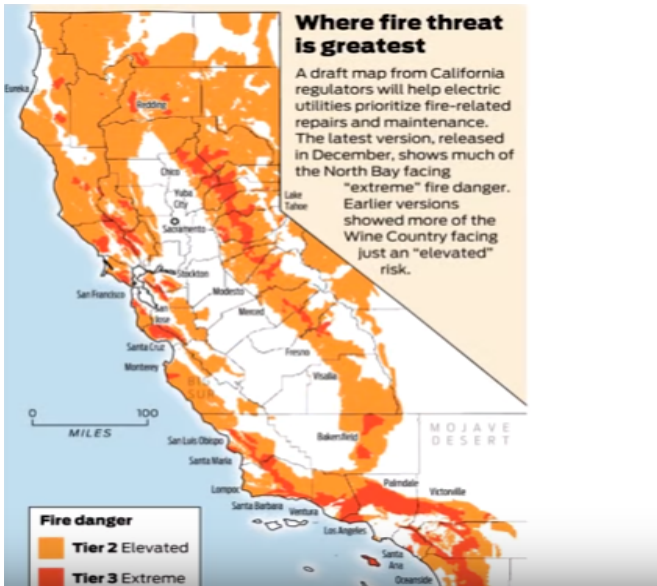 Where fire threat
is greatest
A draft map from California
regulators will help electric
utilities prioritize fire-related
repairs and maintenance.
The latest version, released
in December, shows much of
the North Bay facing
"extreme" fire danger.
Earlier versions
showed more of the
Wine Country facing
just an "elevated"
risk.
Eureka
Redding
Chico
Yuba
City
Lake
Tahoe
Sacramento
Stockton
San Francisco
Modesto
San
Jose
Merced
Santa Cruz
Fresno
Monterey
Visalia
BIG
SUR
0 100
MILES
MOJAVE
DESERT
San Luis Obispo
Bakersfield
Santa Maria
Lompoc
Palmdale
Victorville
Santa Barbara
Ventura
Los Angeles
Santa
Ana
Oceanside
Fire danger
Tier 2 Elevated
Tier 3 Extreme